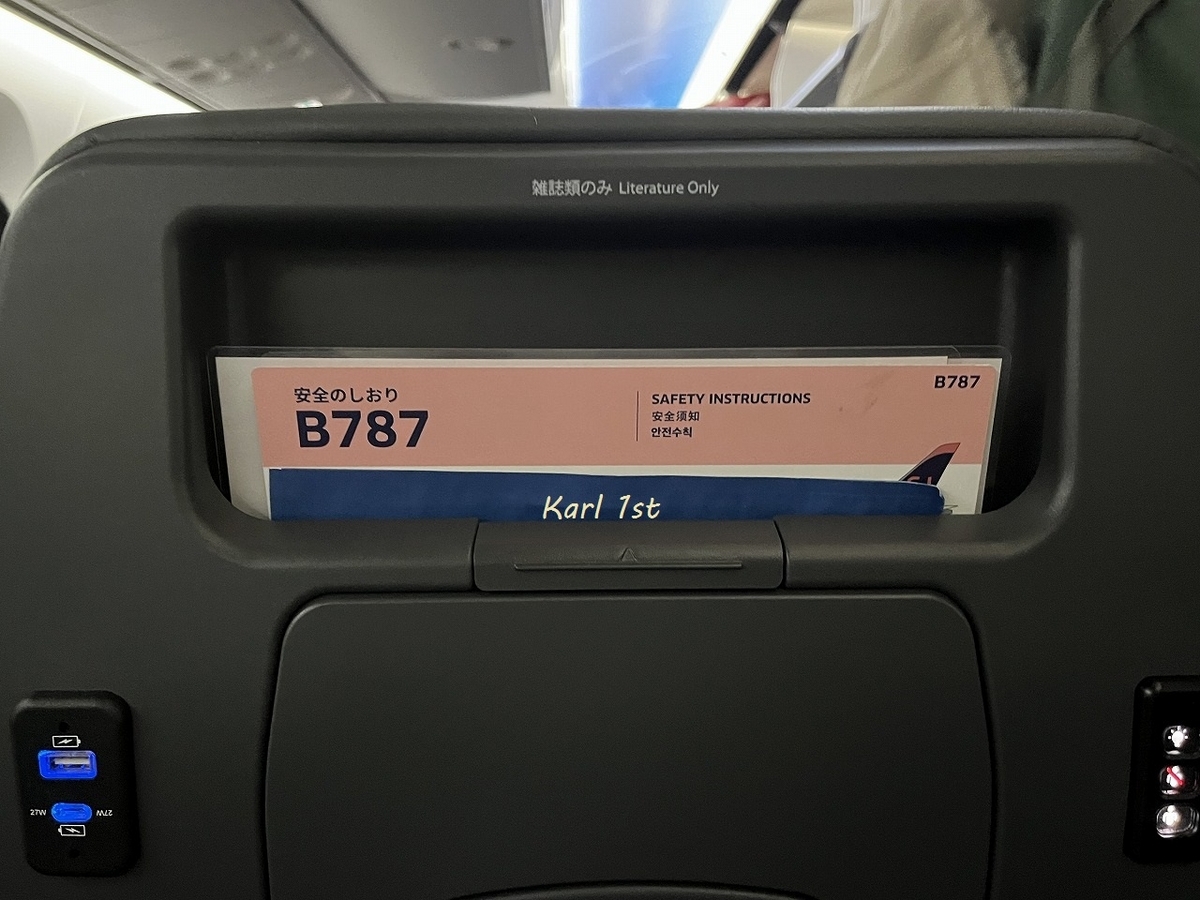 雑誌類のみ Literature Only
安全のしおり
B787
SAFETY INSTRUCTIONS
安全须知
안전수칙
B787
Karl 1st
27W
27W